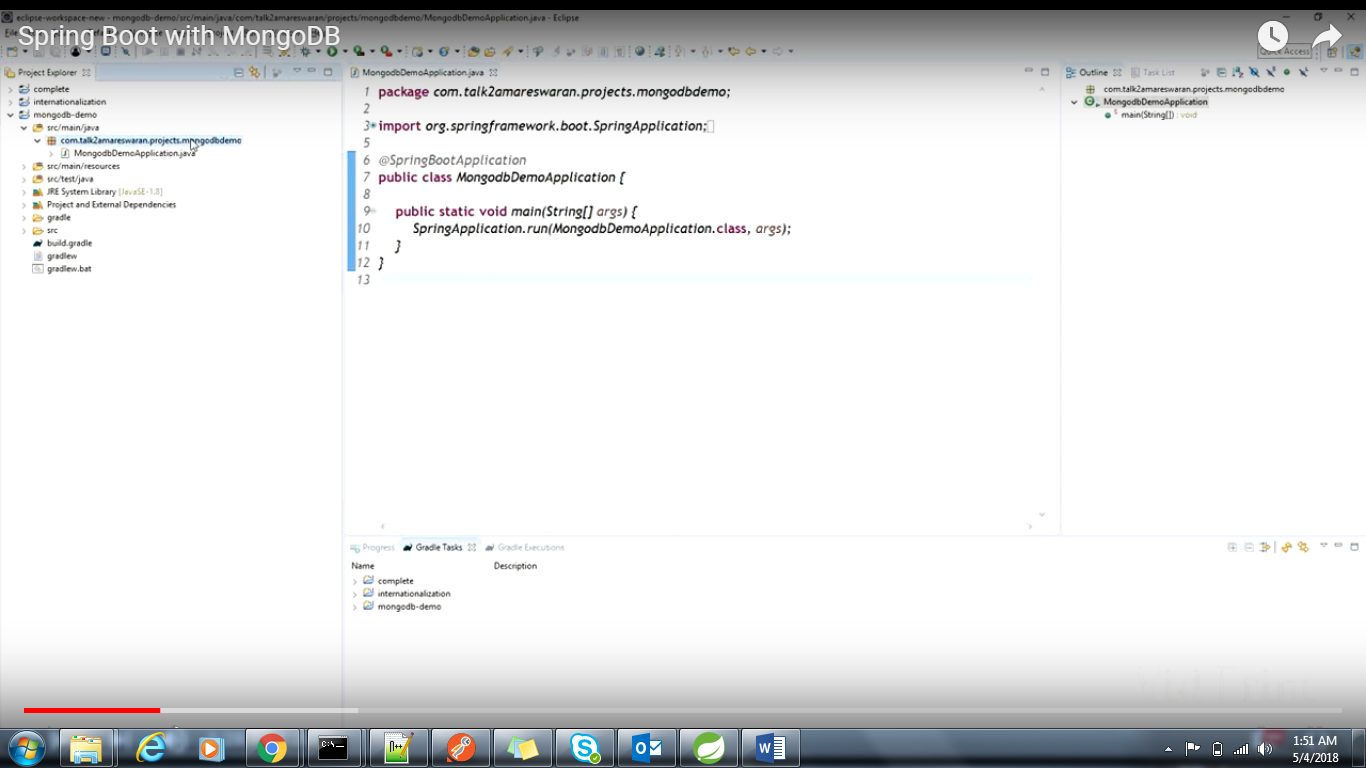 eclipse-workspace-new - mongodb-demo/src/main/java/com/talk2amareswaran/projects/mongodbdemo/MongodbDemoApplication.java - Eclipse
Spring Boot with MongoDB
Quick Access
Project Explorer
complete
internationalization
mongodb-demo
src/main/java
com.talk2amareswaran.projects.mongodbdemo
MongodbDemoApplication.java
src/main/resources
src/test/java
JRE System Library [JavaSE-1.8]
Project and External Dependencies
gradle
src
build.gradle
gradlew
gradlew.bat
MongodbDemoApplication.java
1 package com.talk2amareswaran.projects.mongodbdemo;
2
3 import org.springframework.boot.SpringApplication;
5
6 @SpringBootApplication
7 public class MongodbDemoApplication {
8
9 public static void main(String[] args) {
10 SpringApplication.run(MongodbDemoApplication.class, args);
11 }
12 }
13
Outline Task List
com.talk2amareswaran.projects.mongodbdemo
MongodbDemoApplication
main(String[]) : void
Progress Gradle Tasks Gradle Executions
Name Description
complete
internationalization
mongodb-demo
1:51 AM
5/4/2018